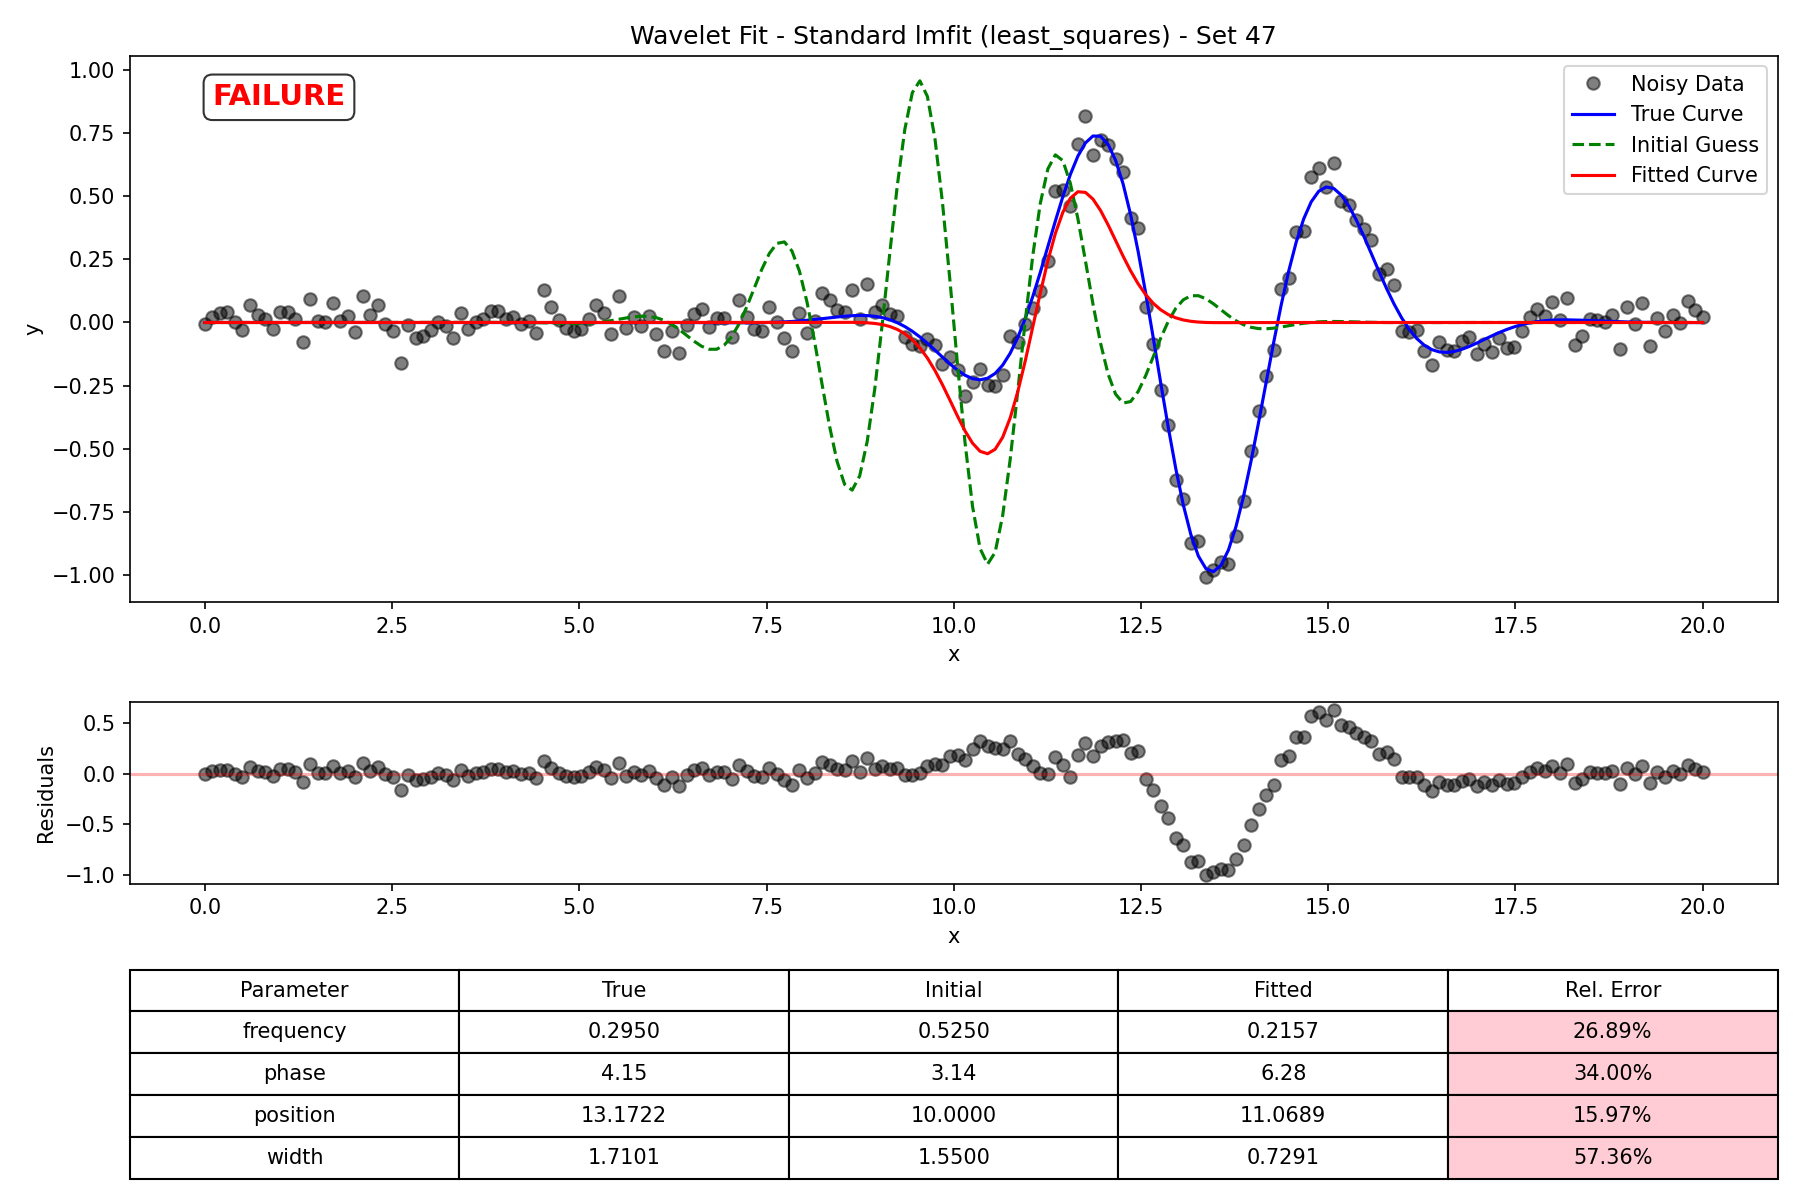 Wavelet Fit - Standard lmfit (least_squares) - Set 47
FAILURE
Noisy Data
True Curve
Initial Guess
Fitted Curve
1.00
0.75
0.50
0.25
0.00
−0.25
−0.50
−0.75
−1.00
y
0.0 2.5 5.0 7.5 10.0 12.5 15.0 17.5 20.0
x
0.5
0.0
−0.5
−1.0
Residuals
0.0 2.5 5.0 7.5 10.0 12.5 15.0 17.5 20.0
x
Parameter True Initial Fitted Rel. Error
frequency 0.2950 0.5250 0.2157 26.89%
phase 4.15 3.14 6.28 34.00%
position 13.1722 10.0000 11.0689 15.97%
width 1.7101 1.5500 0.7291 57.36%